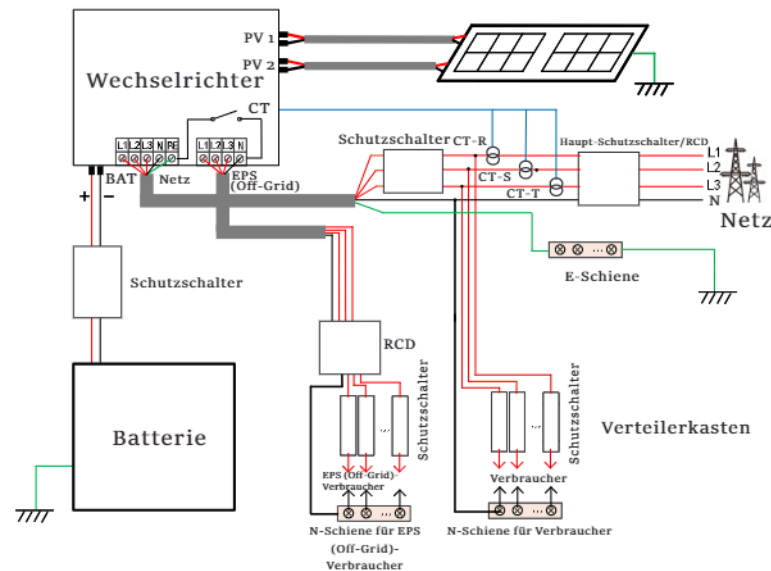 PV 1
PV 2
Wechselrichter
CT
L1 L2 L3 N RE
L1 L2 L3 N
BAT
Netz
EPS
(Off-Grid)
+
−
Schutzschalter
CT-R
CT-S
CT-T
Haupt-Schutzschalter/RCD
L1
L2
L3
N
Netz
E-Schiene
Schutzschalter
Batterie
RCD
Schutzschalter
EPS (Off-Grid)-
Verbraucher
N-Schiene für EPS
(Off-Grid)-
Verbraucher
Schutzschalter
Verbraucher
N-Schiene für Verbraucher
Verteilerkasten